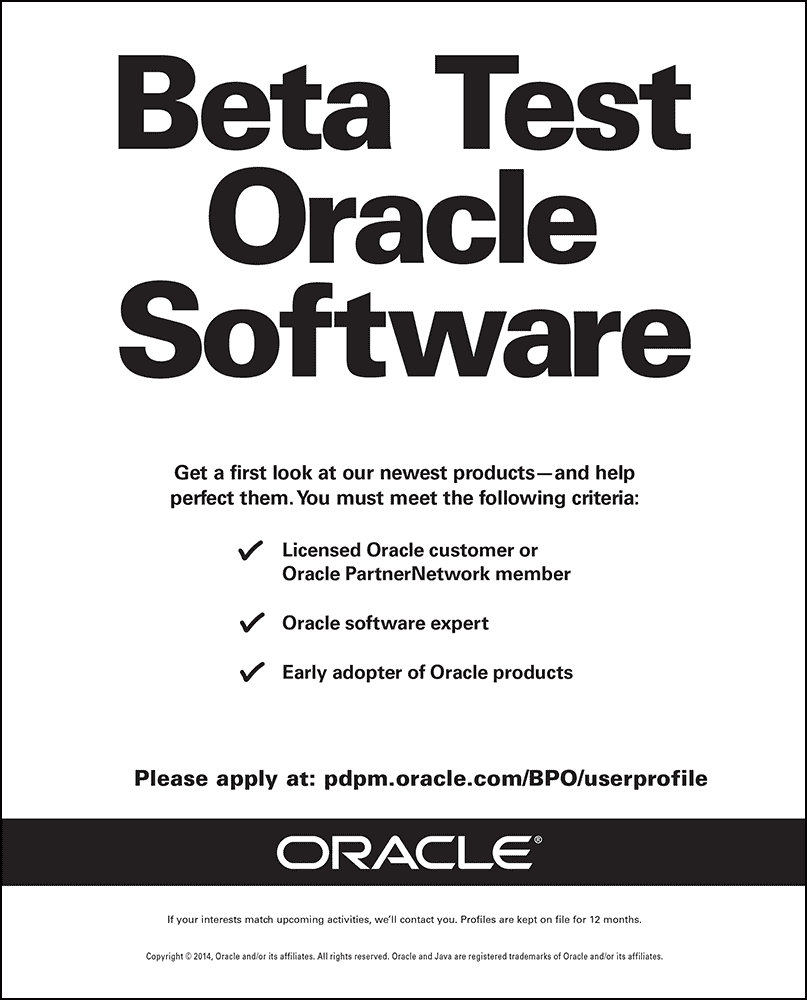 Beta Test
Oracle
Software
Get a first look at our newest products—and help
perfect them. You must meet the following criteria:
✓ Licensed Oracle customer or
Oracle PartnerNetwork member
✓ Oracle software expert
✓ Early adopter of Oracle products
Please apply at: pdpm.oracle.com/BPO/userprofile
ORACLE®
If your interests match upcoming activities, we'll contact you. Profiles are kept on file for 12 months.
Copyright © 2014, Oracle and/or its affiliates. All rights reserved. Oracle and Java are registered trademarks of Oracle and/or its affiliates.